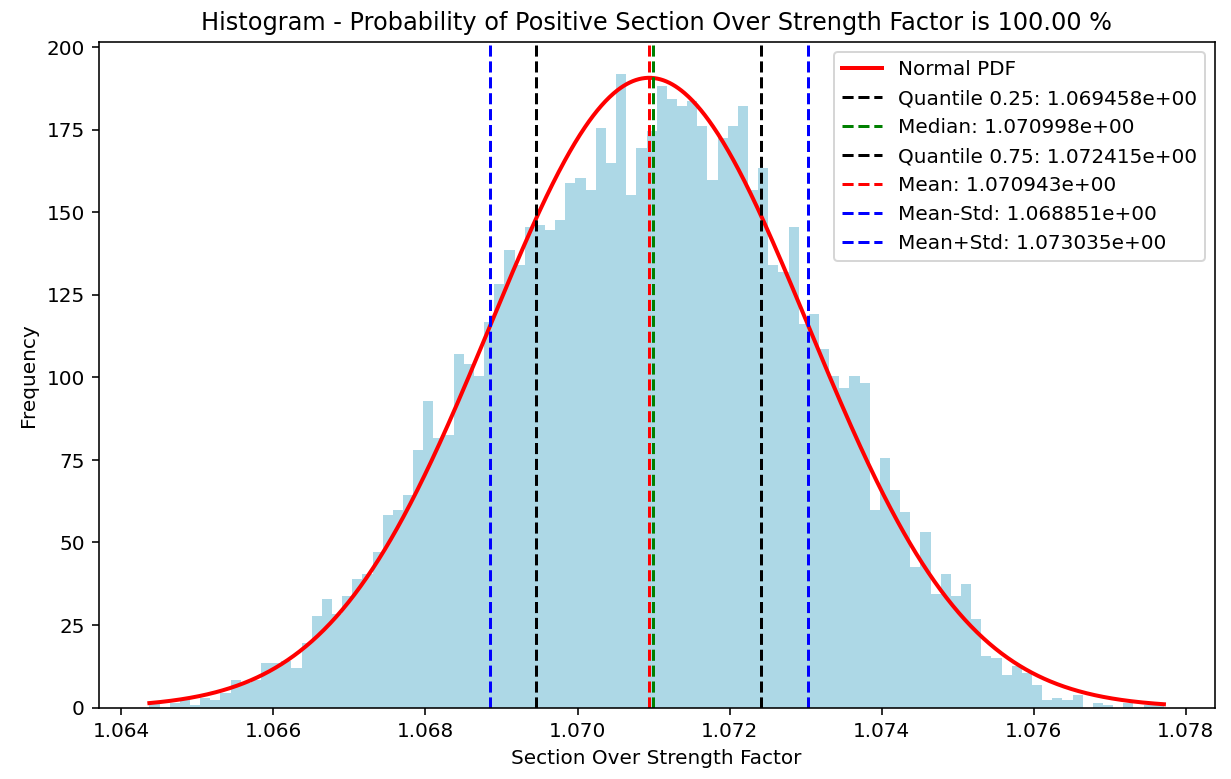 Histogram - Probability of Positive Section Over Strength Factor is 100.00 %
200
175
150
125
100
75
50
25
0
Frequency
Normal PDF
Quantile 0.25: 1.069458e+00
Median: 1.070998e+00
Quantile 0.75: 1.072415e+00
Mean: 1.070943e+00
Mean-Std: 1.068851e+00
Mean+Std: 1.073035e+00
1.064 1.066 1.068 1.070 1.072 1.074 1.076 1.078
Section Over Strength Factor